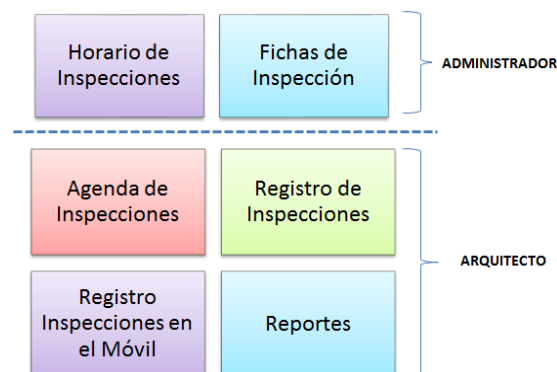 Horario de
Inspecciones
Fichas de
Inspección
ADMINISTRADOR
Agenda de
Inspecciones
Registro de
Inspecciones
ARQUITECTO
Registro
Inspecciones en
el Móvil
Reportes